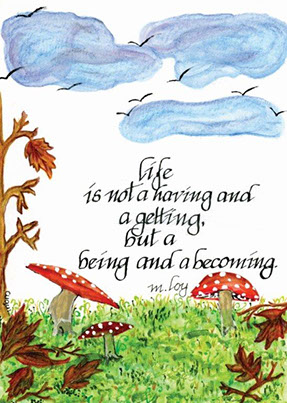 life
is not a having and
a getting,
but a
being and a becoming.
m. loy